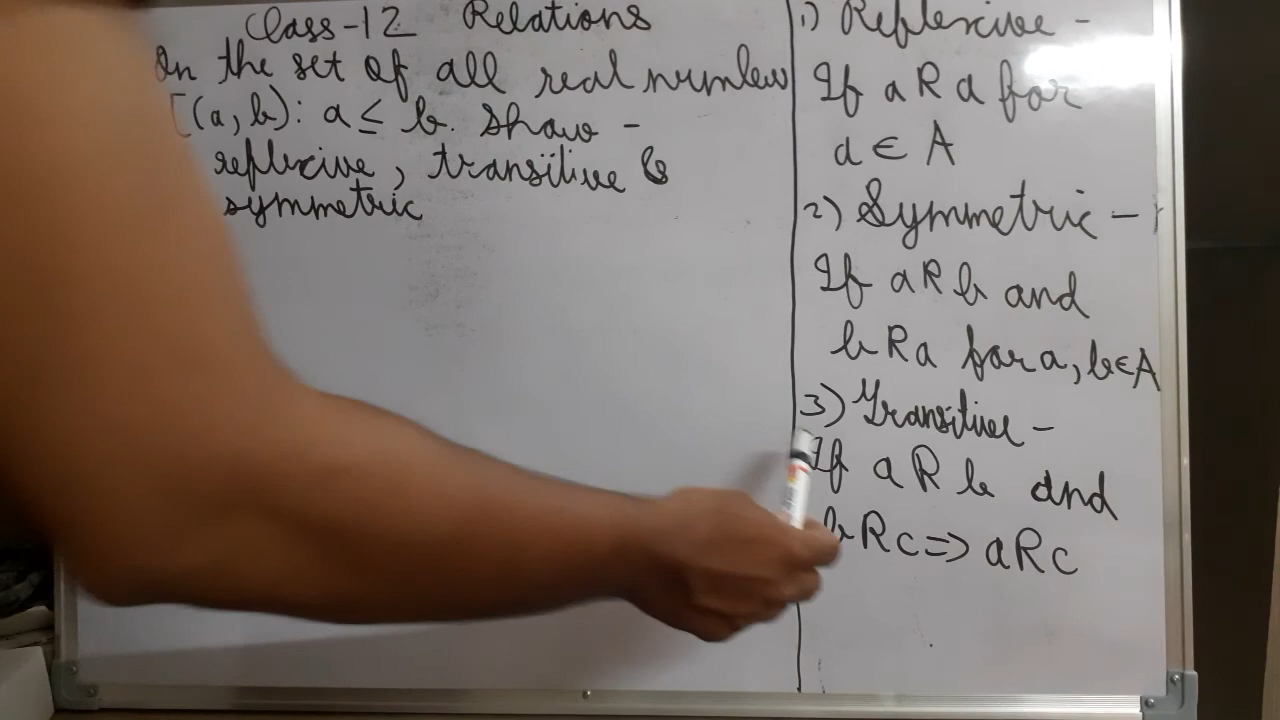 Class-12 Relations
On the set of all real number
[(a, b): a ≤ b. Show -
reflexive, transitive &
symmetric
1) Reflexive -
If a R a for
a ∈ A
2) Symmetric -
If a R b and
b R a for a, b ∈ A
3) Transitive -
If a R b and
b R c => a R c